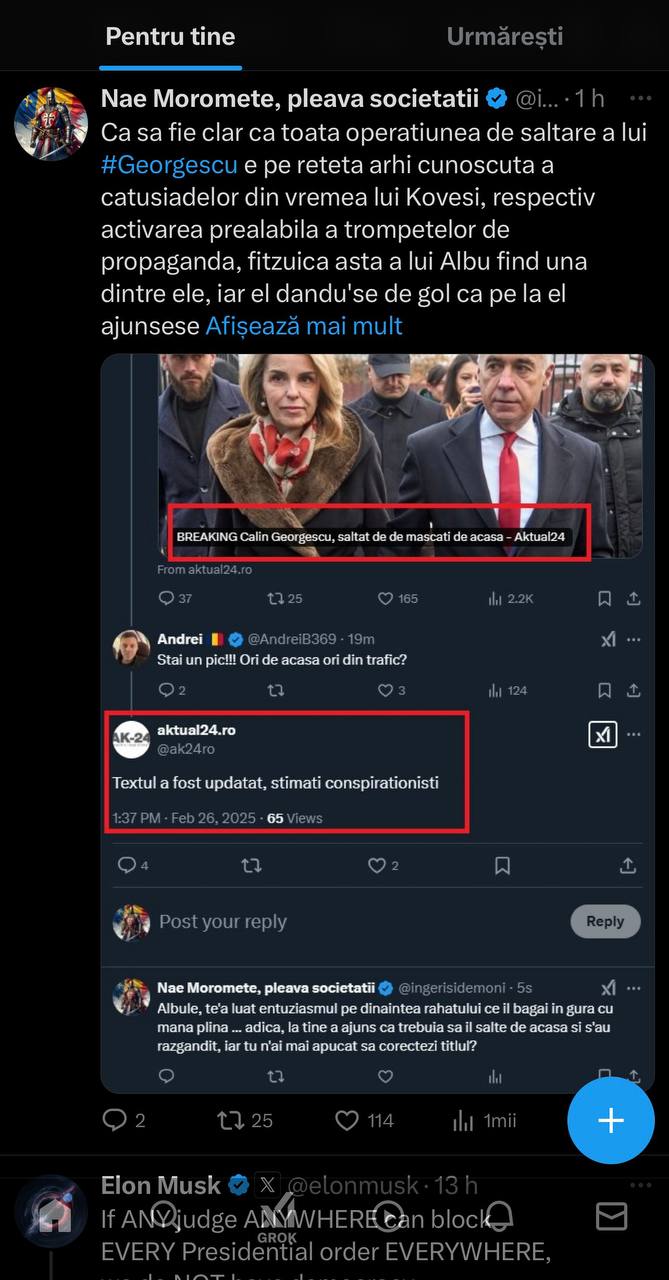 Pentru tine
Urmărești
Nae Moromete, pleava societatii @i... · 1 h
Ca sa fie clar ca toata operatiunea de saltare a lui
#Georgescu e pe reteta arhi cunoscuta a
catusiadelor din vremea lui Kovesi, respectiv
activarea prealabila a trompetelor de
propaganda, fitzuica asta a lui Albu find una
dintre ele, iar el dandu'se de gol ca pe la el
ajunsese Afișează mai mult
BREAKING Calin Georgescu, saltat de de mascati de acasa - Aktual24
From aktual24.ro
37 25 165 2.2K
Andrei @AndreiB369 · 19m
Stai un pic!!! Ori de acasa ori din trafic?
2 3 124
AK-24
aktual24.ro
@ak24ro
Textul a fost updatat, stimati conspirationisti
1:37 PM · Feb 26, 2025 · 65 Views
4 2
Post your reply
Reply
Nae Moromete, pleava societatii @ingerisidemoni · 5s
Albule, te'a luat entuziasmul pe dinaintea rahatului ce il bagai in gura cu
mana plina ... adica, la tine a ajuns ca trebuia sa il salte de acasa si s'au
razgandit, iar tu n'ai mai apucat sa corectezi titlul?
2 25 114 1mii
Elon Musk X @elonmusk · 13 h
If ANY judge ANYWHERE can block
GROK
EVERY Presidential order EVERYWHERE,
we do NOT have democracy